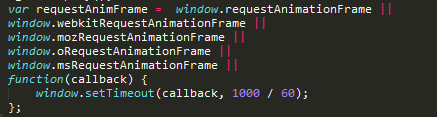 var requestAnimFrame =  window.requestAnimationFrame ||
window.webkitRequestAnimationFrame ||
window.mozRequestAnimationFrame ||
window.oRequestAnimationFrame ||
window.msRequestAnimationFrame ||
function(callback) {
    window.setTimeout(callback, 1000 / 60);
};